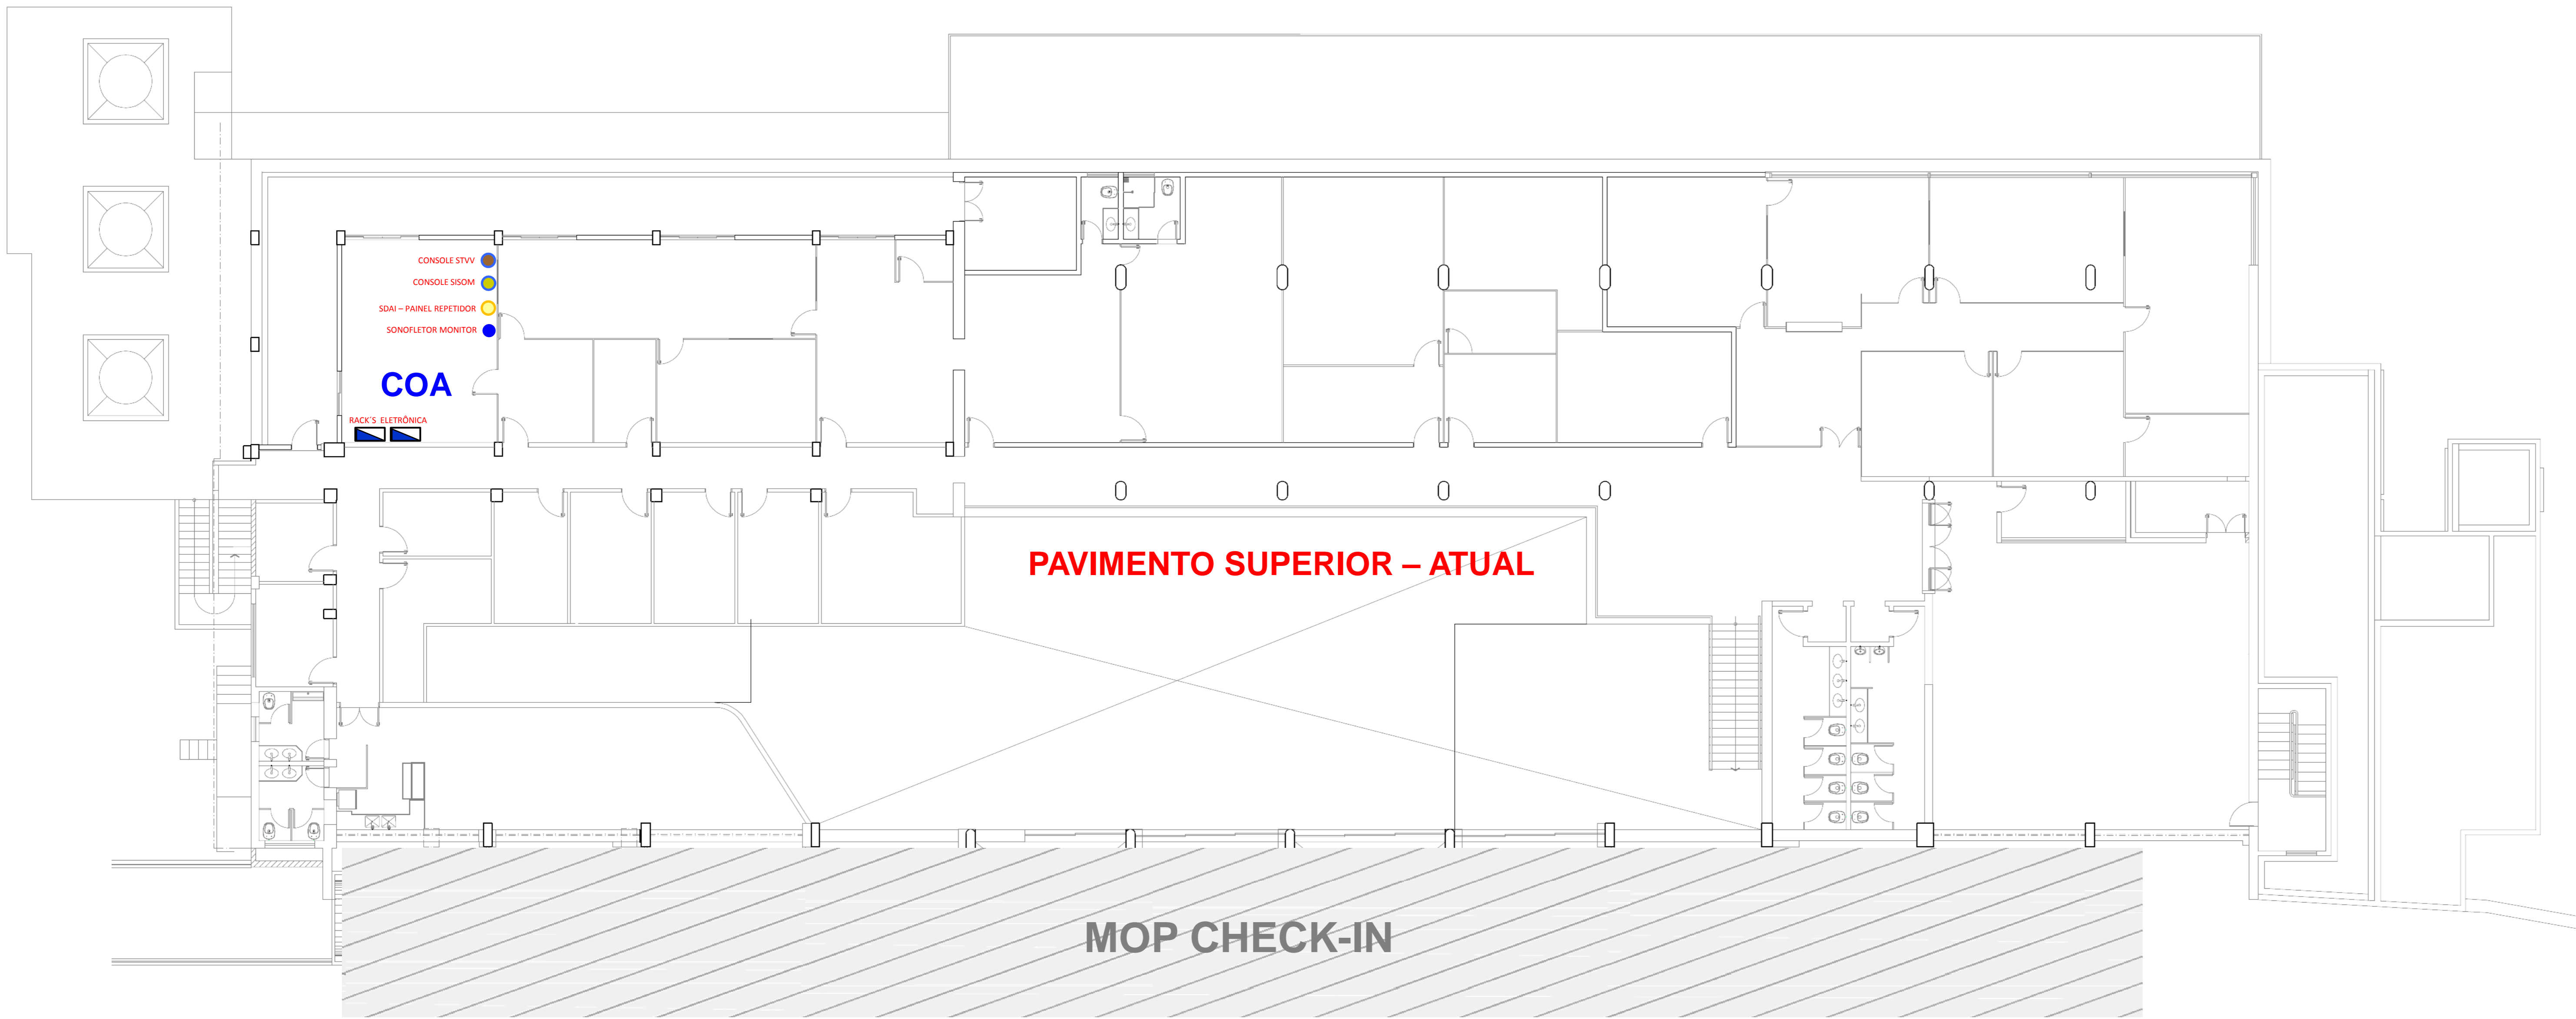 CONSOLE STVV
CONSOLE SISOM
SDAI – PAINEL REPETIDOR
SONOFLETOR MONITOR
COA
RACK´S ELETRÔNICA
PAVIMENTO SUPERIOR – ATUAL
MOP CHECK-IN